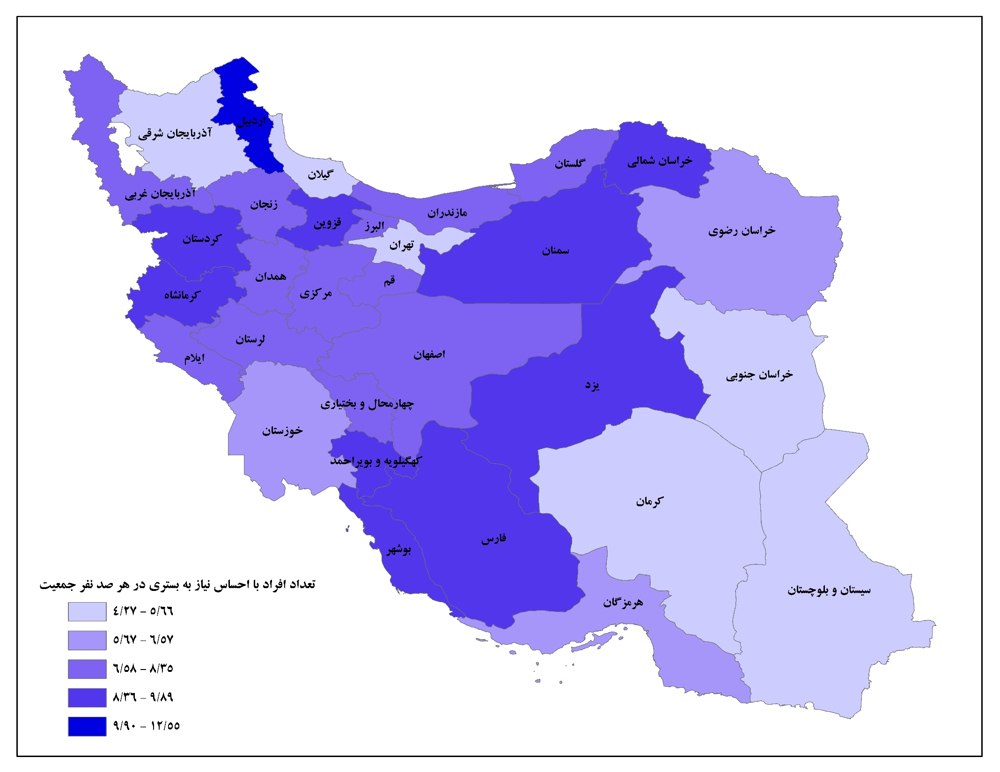 اردبیل
آذربایجان شرقی
گیلان
گلستان
خراسان شمالی
آذربایجان غربی
زنجان
مازندران
قزوین
البرز
خراسان رضوی
کردستان
تهران
سمنان
همدان
قم
مرکزی
کرمانشاه
لرستان
ایلام
اصفهان
خراسان جنوبی
یزد
چهارمحال و بختیاری
خوزستان
کهگیلویه و بویراحمد
کرمان
فارس
بوشهر
سیستان و بلوچستان
هرمزگان
تعداد افراد با احساس نیاز به بستری در هر صد نفر جمعیت
٤/٢٧ - ٥/٦٦
٥/٦٧ - ٦/٥٧
٦/٥٨ - ٨/٣٥
٨/٣٦ - ٩/٨٩
٩/٩٠ - ١٢/٥٥